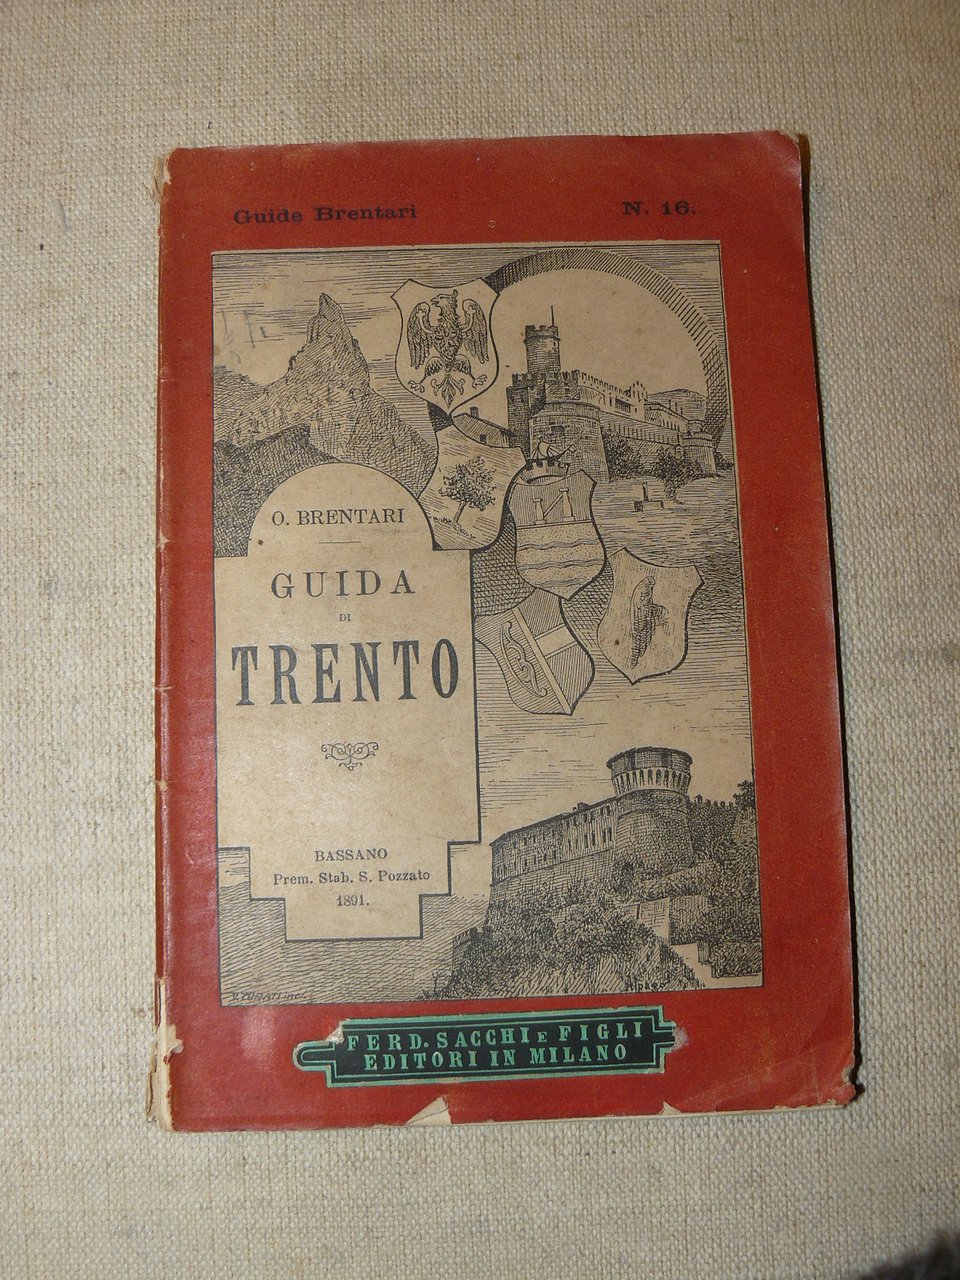 Guide Brentari N. 16.
O. BRENTARI
GUIDA
DI
TRENTO
BASSANO
Prem. Stab. S. Pozzato
1891.
FERD. SACCHI E FIGLI
EDITORI IN MILANO